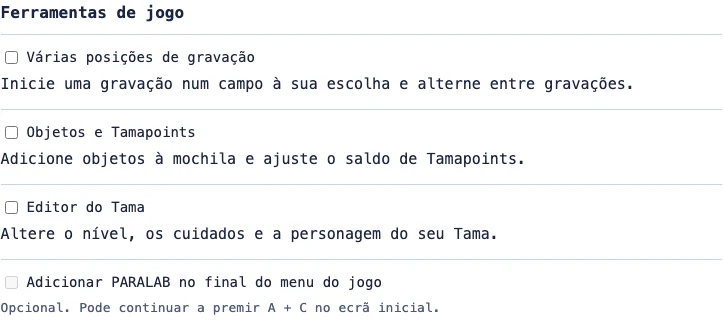 Ferramentas de jogo
Várias posições de gravação
Inicie uma gravação num campo à sua escolha e alterne entre gravações.
Objetos e Tamapoints
Adicione objetos à mochila e ajuste o saldo de Tamapoints.
Editor do Tama
Altere o nível, os cuidados e a personagem do seu Tama.
Adicionar PARALAB no final do menu do jogo
Opcional. Pode continuar a premir A + C no ecrã inicial.